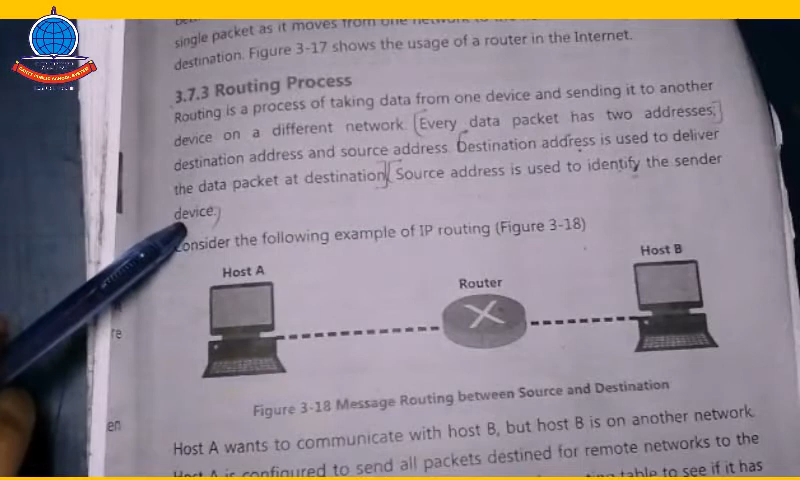 single packet as it moves from one network to the
destination. Figure 3-17 shows the usage of a router in the Internet.
3.7.3 Routing Process
Routing is a process of taking data from one device and sending it to another
device on a different network. Every data packet has two addresses;
destination address and source address. Destination address is used to deliver
the data packet at destination. Source address is used to identify the sender
device.
Consider the following example of IP routing (Figure 3-18)
Host A
Router
Host B
Figure 3-18 Message Routing between Source and Destination
re
en
Host A wants to communicate with host B, but host B is on another network.
Host A is configured to send all packets destined for remote networks to the
table to see if it has